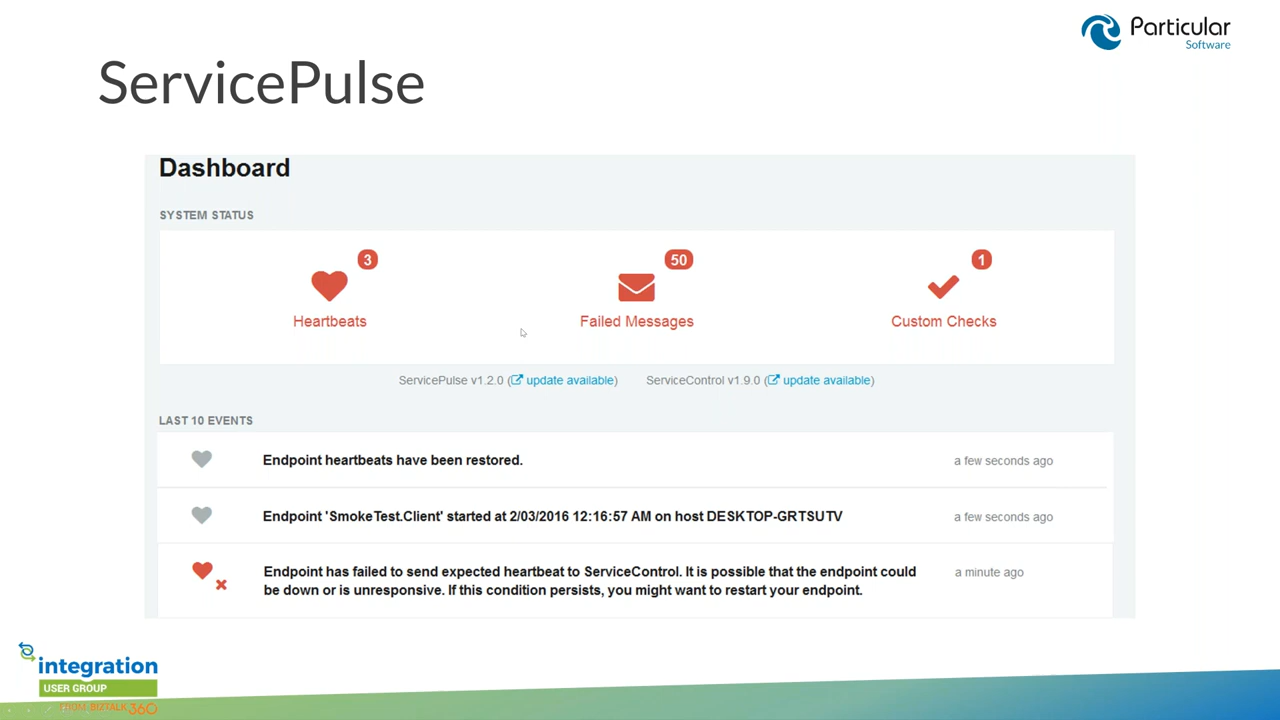 Particular
Software
ServicePulse
Dashboard
SYSTEM STATUS
3
50
1
Heartbeats
Failed Messages
Custom Checks
ServicePulse v1.2.0 (update available)
ServiceControl v1.9.0 (update available)
LAST 10 EVENTS
Endpoint heartbeats have been restored.
a few seconds ago
Endpoint 'SmokeTest.Client' started at 2/03/2016 12:16:57 AM on host DESKTOP-GRTSUTV
a few seconds ago
Endpoint has failed to send expected heartbeat to ServiceControl. It is possible that the endpoint could
be down or is unresponsive. If this condition persists, you might want to restart your endpoint.
a minute ago
integration
USER GROUP
FROM BIZTALK360